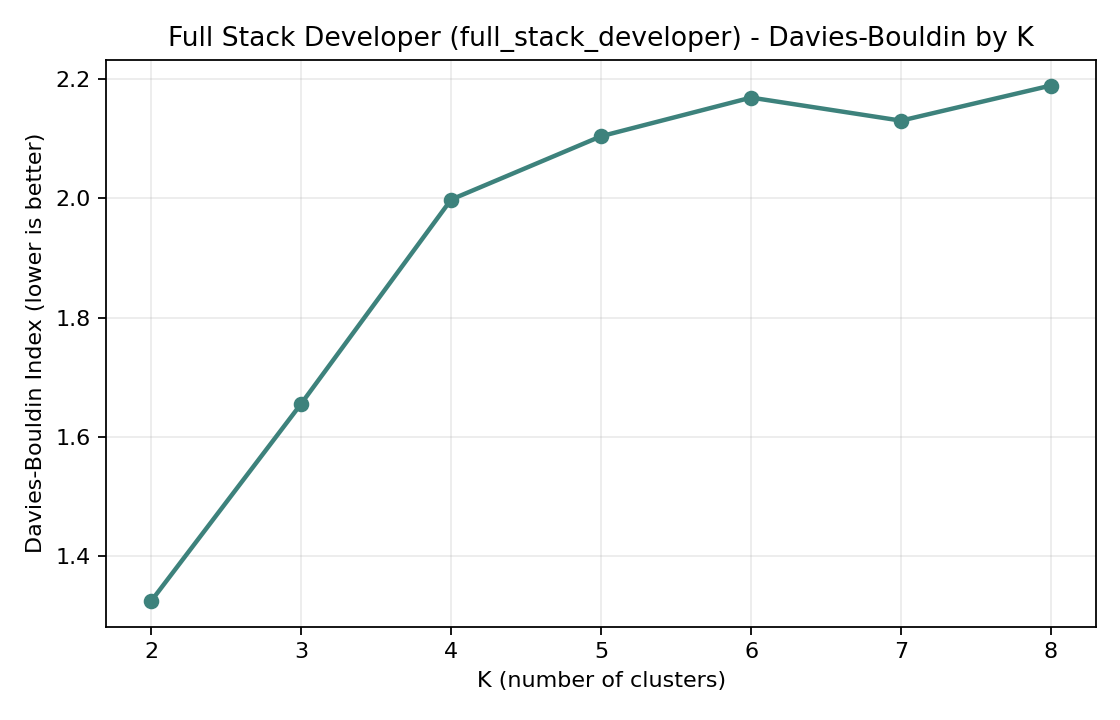 Full Stack Developer (full_stack_developer) - Davies-Bouldin by K
Davies-Bouldin Index (lower is better)
2.2
2.0
1.8
1.6
1.4
2 3 4 5 6 7 8
K (number of clusters)